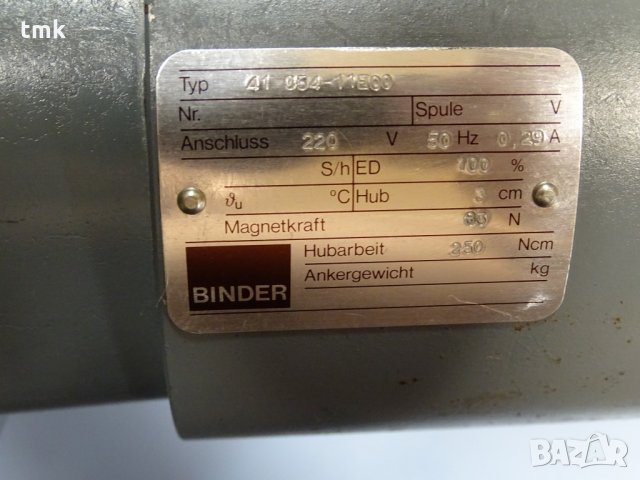 tmk
Typ 41 054-11E00
Nr. Spule V
Anschluss 220 V 50 Hz 0,29 A
S/h ED 100 %
ϑu °C Hub 3 cm
Magnetkraft N
Hubarbeit 250 Ncm
BINDER Ankergewicht kg
BAZAR